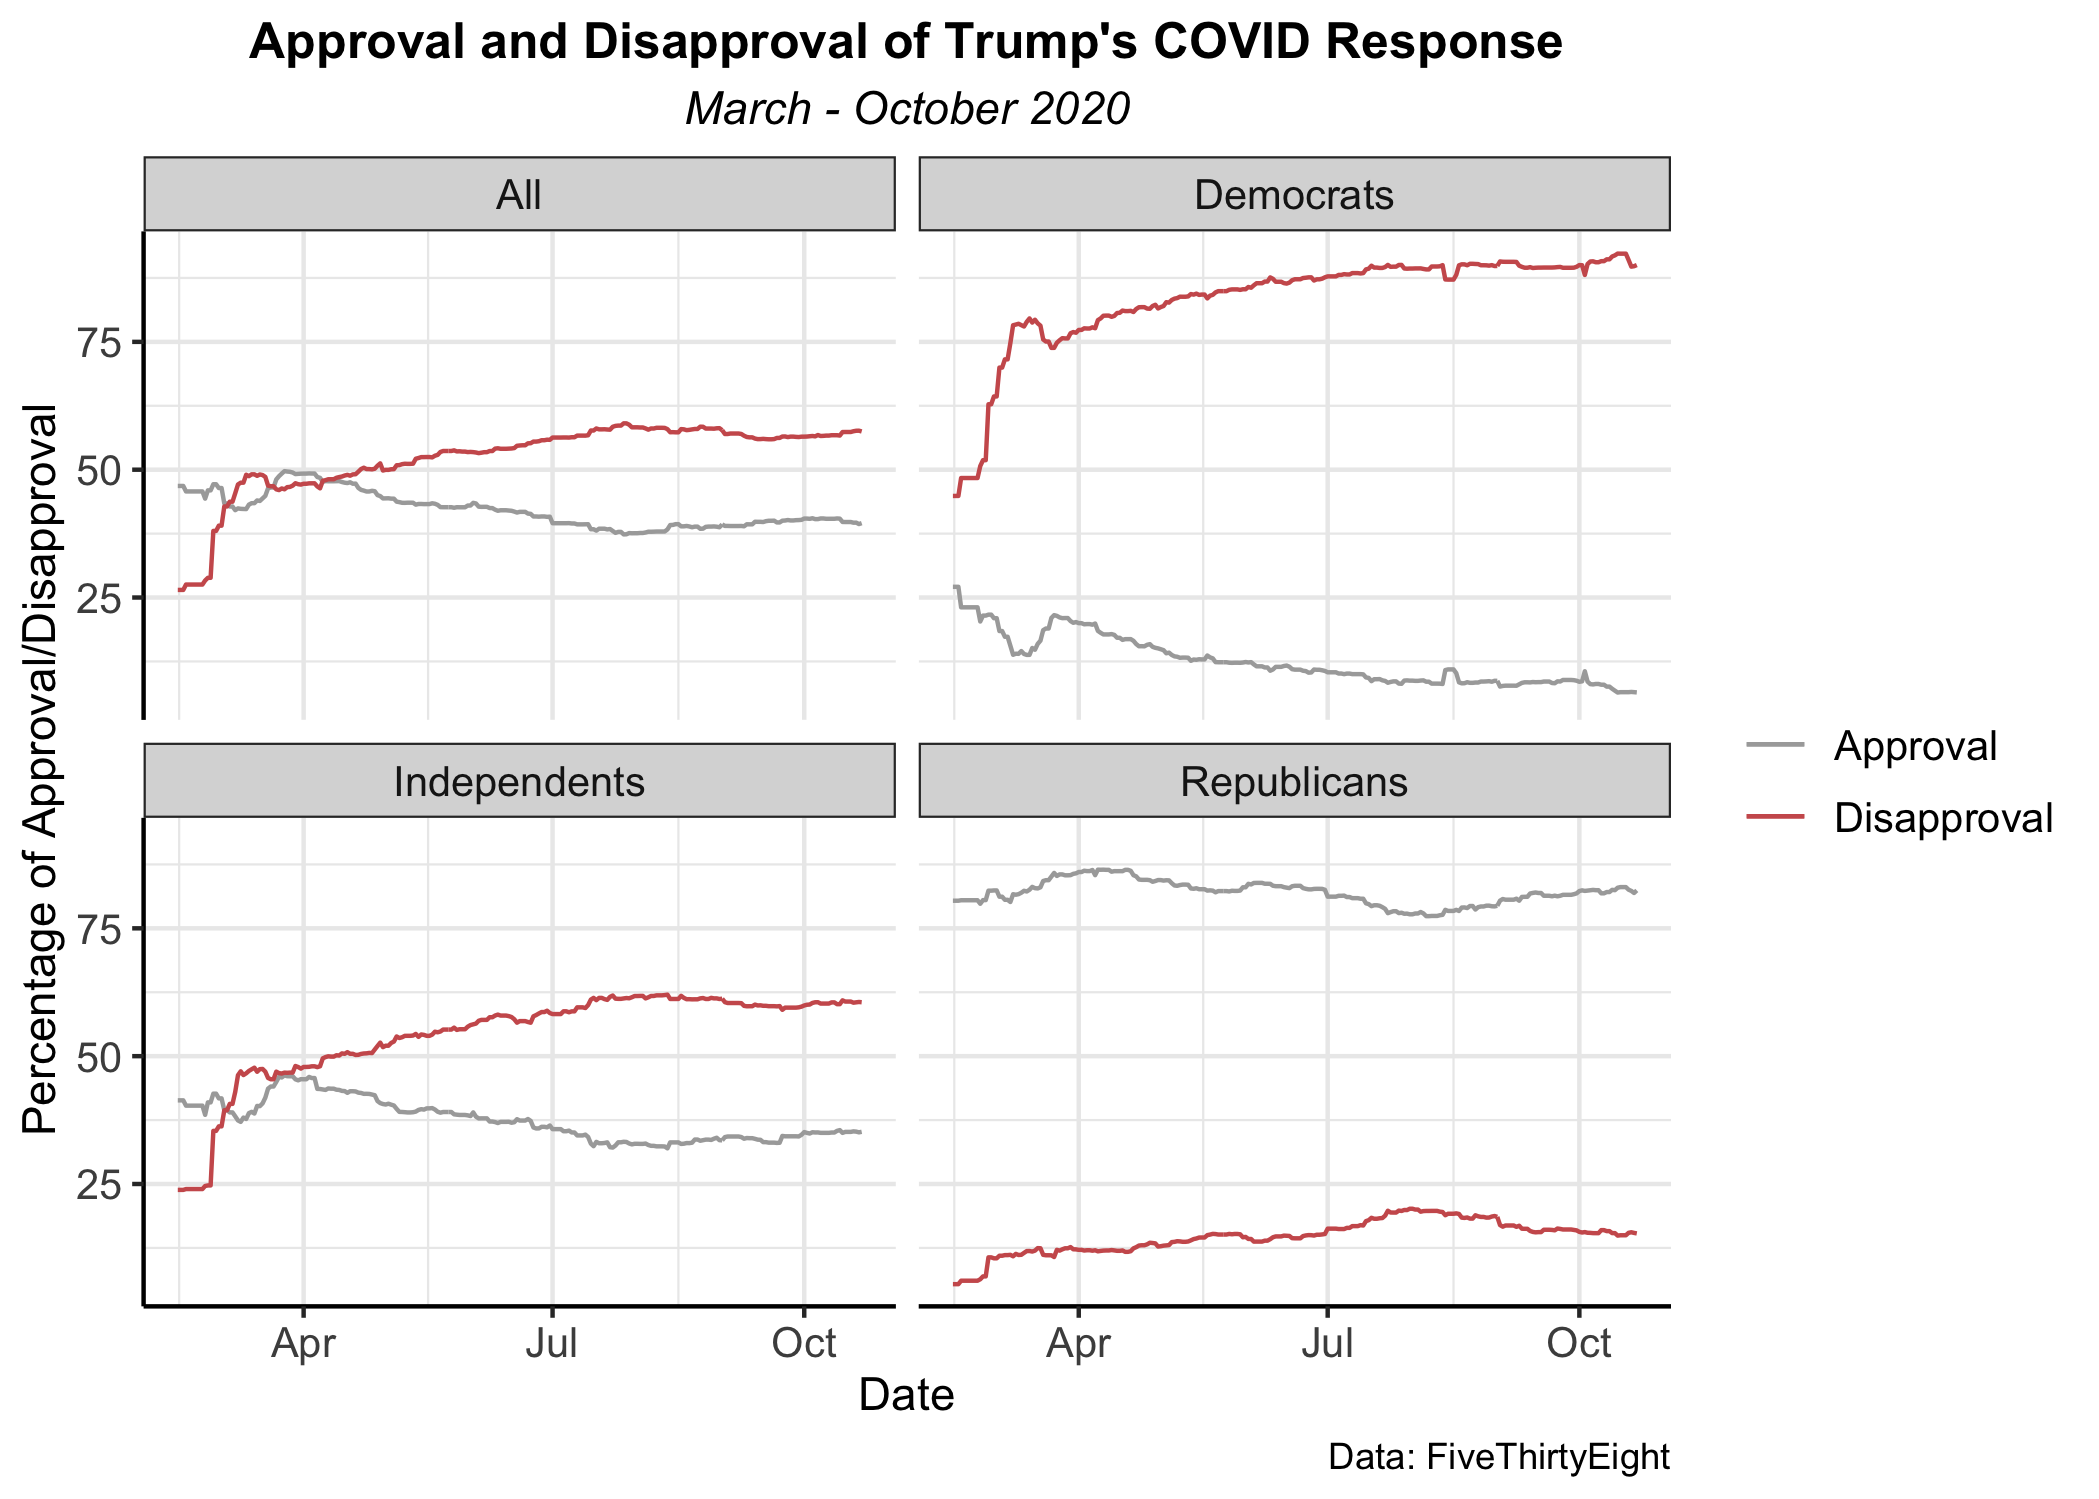 Approval and Disapproval of Trump's COVID Response
March - October 2020
All
Democrats
75
50
25
Independents
Republicans
75
50
25
Apr
Jul
Oct
Apr
Jul
Oct
Date
Percentage of Approval/Disapproval
Approval
Disapproval
Data: FiveThirtyEight